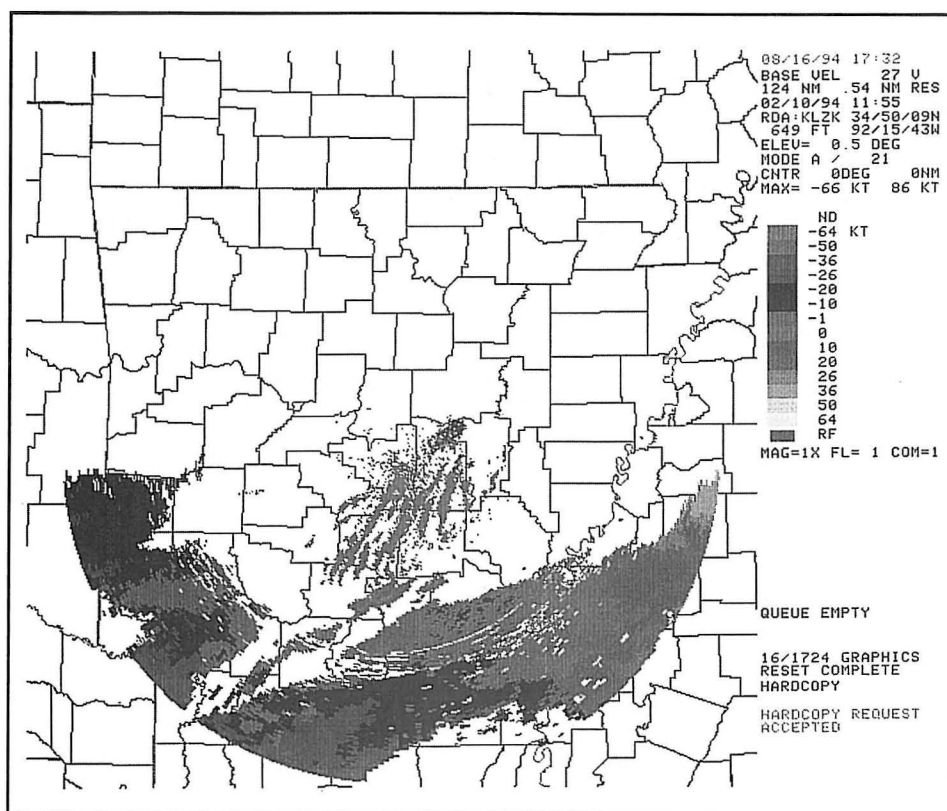 08/16/94 17:32
BASE VEL 27 V
124 NM .54 NM RES
02/10/94 11:55
RDA:KLZK 34/50/09N
649 FT 92/15/43W
ELEV= 0.5 DEG
MODE A / 21
CNTR 0DEG 0NM
MAX= -66 KT 86 KT
ND
-64 KT
-50
-36
-26
-20
-10
-1
0
10
20
26
36
50
64
RF
MAG=1X FL= 1 COM=1
QUEUE EMPTY
16/1724 GRAPHICS
RESET COMPLETE
HARDCOPY
HARDCOPY REQUEST
ACCEPTED